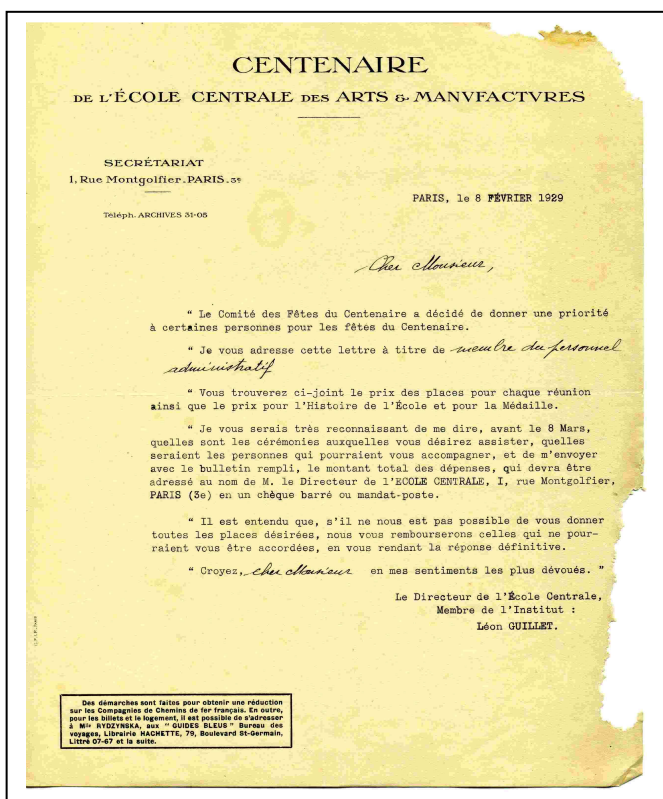 CENTENAIRE
DE L'ÉCOLE CENTRALE DES ARTS & MANVFACTVRES
SECRÉTARIAT
1, Rue Montgolfier. PARIS. 3e
Téléph. ARCHIVES 31-05
PARIS, le 8 FÉVRIER 1929
Cher Monsieur,
" Le Comité des Fêtes du Centenaire a décidé de donner une priorité
à certaines personnes pour les fêtes du Centenaire.
" Je vous adresse cette lettre à titre de membre du personnel
administratif
" Vous trouverez ci-joint le prix des places pour chaque réunion
ainsi que le prix pour l'Histoire de l'École et pour la Médaille.
" Je vous serais très reconnaissant de me dire, avant le 8 Mars,
quelles sont les cérémonies auxquelles vous désirez assister, quelles
seraient les personnes qui pourraient vous accompagner, et de m'envoyer
avec le bulletin rempli, le montant total des dépenses, qui devra être
adressé au nom de M. le Directeur de l'ECOLE CENTRALE, I, rue Montgolfier,
PARIS (3e) en un chèque barré ou mandat-poste.
" Il est entendu que, s'il ne nous est pas possible de vous donner
toutes les places désirées, nous vous rembourserons celles qui ne pour-
raient vous être accordées, en vous rendant la réponse définitive.
" Croyez, cher Monsieur en mes sentiments les plus dévoués. "
Le Directeur de l'École Centrale,
Membre de l'Institut :
Léon GUILLET.
Des démarches sont faites pour obtenir une réduction
sur les Compagnies de Chemins de fer français. En outre,
pour les billets et le logement, il est possible de s'adresser
à Mlle RYDZYNSKA, aux " GUIDES BLEUS " Bureau des
voyages, Librairie HACHETTE, 79, Boulevard St-Germain,
Littré 07-67 et la suite.